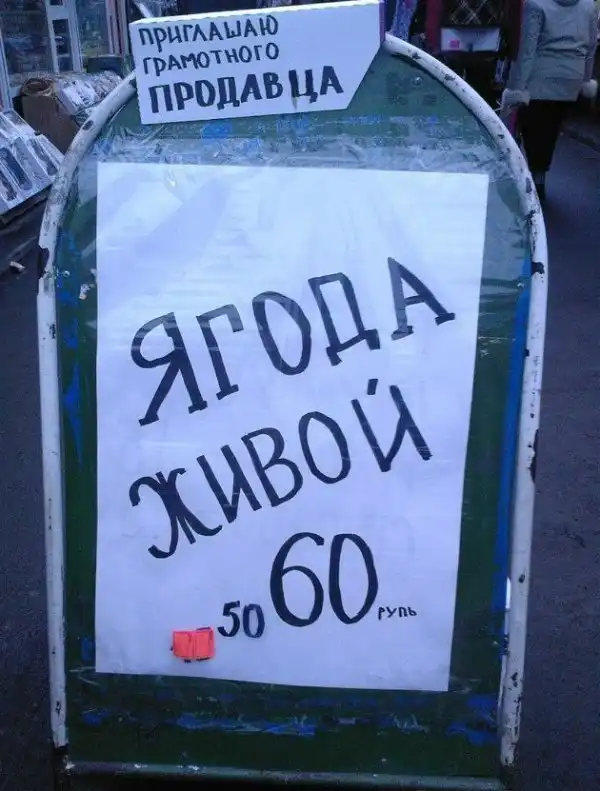 ПРИГЛАШАЮ
ГРАМОТНОГО
ПРОДАВЦА
ЯГОДА
ЖИВОЙ
50 60 РУПЬ